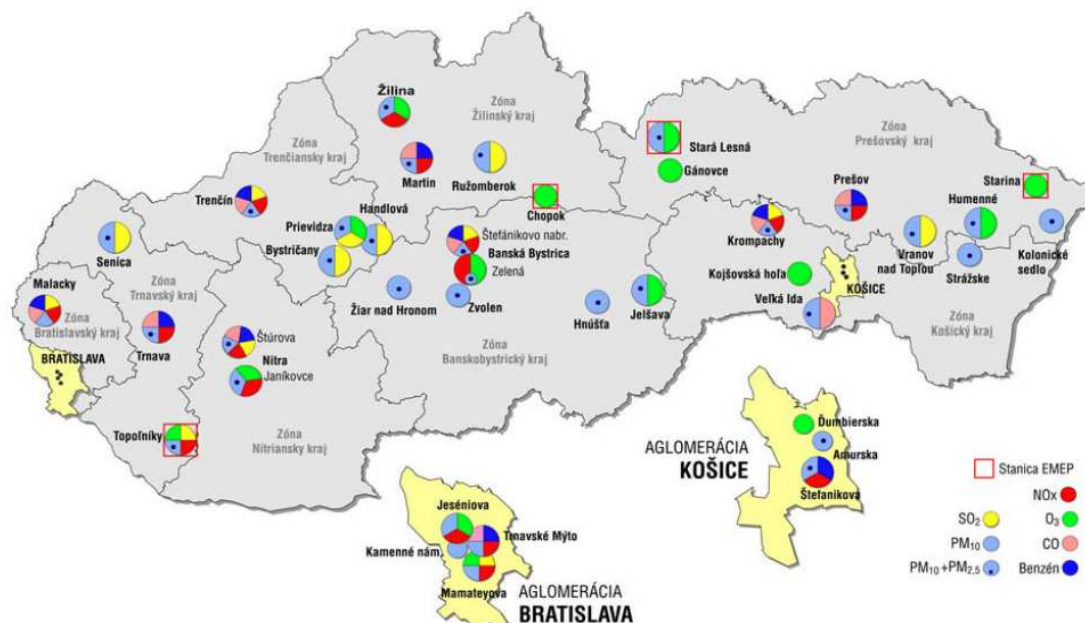 Žilina
Zóna
Žilinský kraj
Zóna
Prešovský kraj
Stará Lesná
Gánovce
Zóna
Trenčiansky kraj
Martin
Ružomberok
Prešov
Starina
Trenčín
Handlová
Chopok
Humenné
Prievidza
Štefánikovo nabr.
Banská Bystrica
Zelená
Krompachy
Senica
Bystričany
Vranov
nad Topľou
Kolonické
sedlo
Strážske
Malacky
Zóna
Trnavský kraj
Kojšovská hoľa
KOŠICE
Žiar nad Hronom
Zvolen
Hnúšťa
Jelšava
Veľká Ida
Zóna
Bratislavský kraj
Trnava
Štúrova
Nitra
Janíkovce
Zóna
Košický kraj
BRATISLAVA
Zóna
Banskobystrický kraj
Topoľníky
Zóna
Nitriansky kraj
AGLOMERÁCIA
KOŠICE
Ďumbierska
Amurska
Štefanikova
Jeséniova
Trnavské Mýto
Kamenné nám.
Mamateyova
AGLOMERÁCIA
BRATISLAVA
Stanica EMEP
NOx
SO₂
O₃
PM₁₀
CO
PM₁₀+PM₂,₅
Benzén